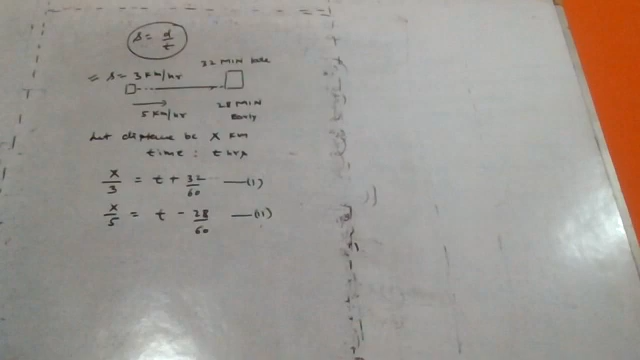 S = d/t
32 MIN late
⇒ S = 3 Km/hr
5 Km/hr
28 MIN
Early
Let distance be x km
time : t hrs
x/3 = t + 32/60 —(I)
x/5 = t - 28/60 —(II)